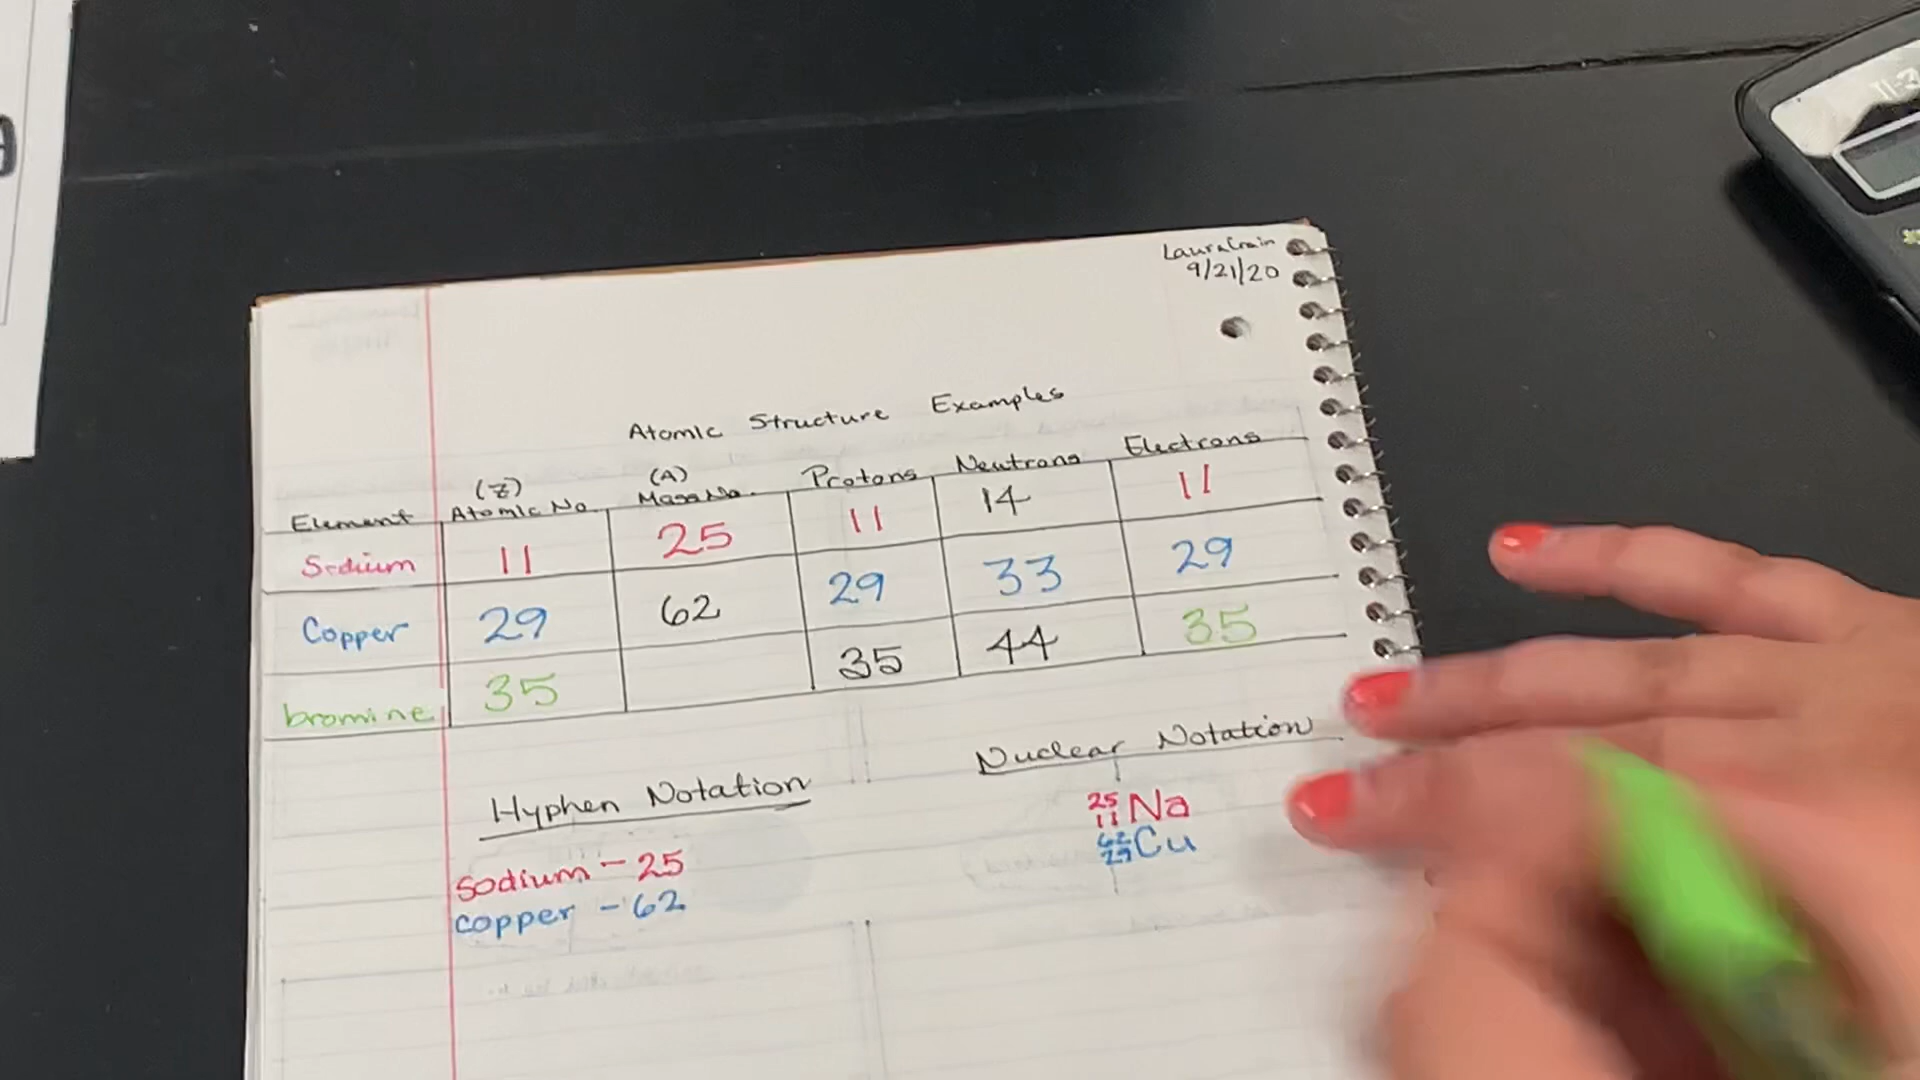 Laura Crain
9/21/20
Atomic Structure Examples
(Z) (A)
Element Atomic No. Mass No. Protons Neutrons Electrons
Sodium 11 25 11 14 11
Copper 29 62 29 33 29
bromine 35 35 44 35
Hyphen Notation Nuclear Notation
sodium - 25
copper - 62
25
11 Na
62
29 Cu